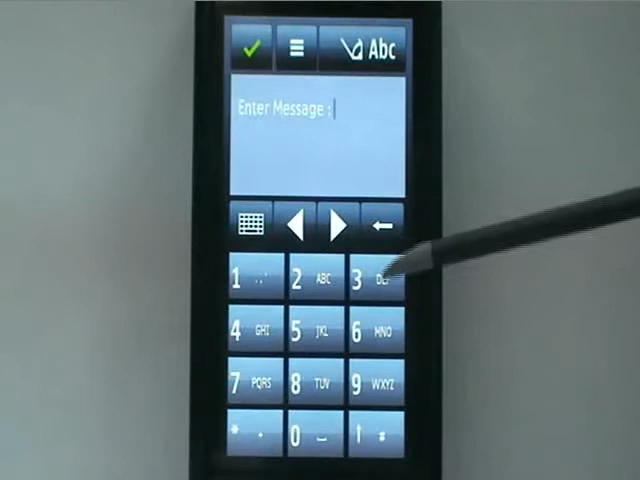 Abc
Enter Message :
1 . , '
2 ABC
3 DEF
4 GHI
5 JKL
6 MNO
7 PQRS
8 TUV
9 WXYZ
*
0
#